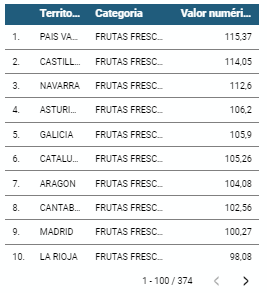 Territo... Categoría Valor numéri...
1. PAIS VA... FRUTAS FRESC... 115,37
2. CASTILL... FRUTAS FRESC... 114,05
3. NAVARRA FRUTAS FRESC... 112,6
4. ASTURI... FRUTAS FRESC... 106,2
5. GALICIA FRUTAS FRESC... 105,9
6. CATALU... FRUTAS FRESC... 105,26
7. ARAGON FRUTAS FRESC... 104,08
8. CANTAB... FRUTAS FRESC... 102,56
9. MADRID FRUTAS FRESC... 100,27
10. LA RIOJA FRUTAS FRESC... 98,08
1 - 100 / 374